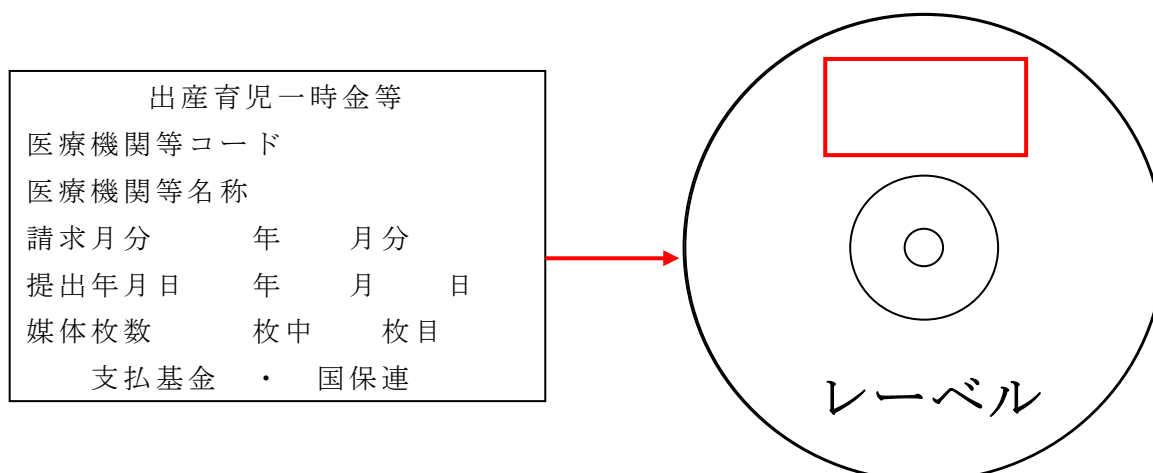 出産育児一時金等
医療機関等コード
医療機関等名称
請求月分　　　年　　月分
提出年月日　　年　　月　　日
媒体枚数　　　枚中　　枚目
支払基金　・　国保連
レーベル